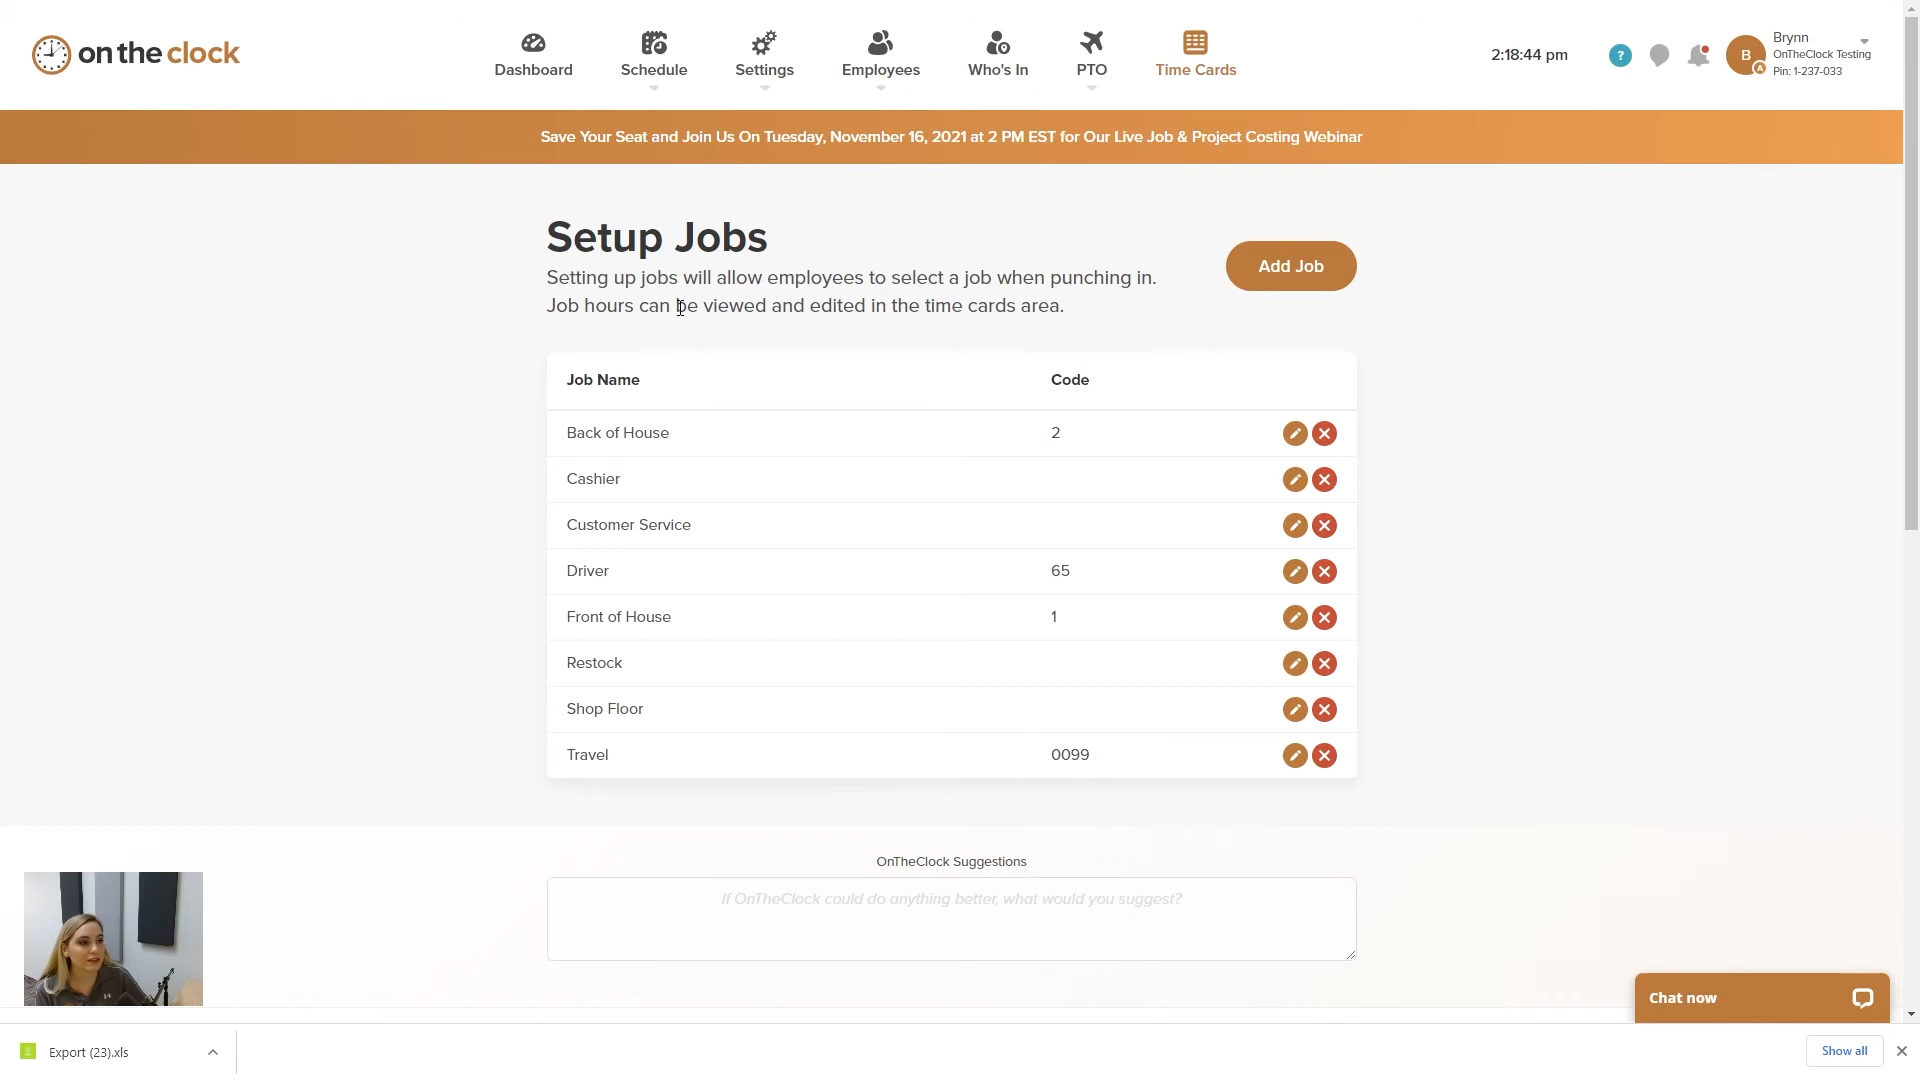 on the clock
Dashboard
Schedule
Settings
Employees
Who's In
PTO
Time Cards
2:18:44 pm
?
B
A
Brynn
OnTheClock Testing
Pin: 1-237-033
Save Your Seat and Join Us On Tuesday, November 16, 2021 at 2 PM EST for Our Live Job & Project Costing Webinar
Setup Jobs
Setting up jobs will allow employees to select a job when punching in.
Job hours can be viewed and edited in the time cards area.
Add Job
Job Name Code
Back of House 2
Cashier
Customer Service
Driver 65
Front of House 1
Restock
Shop Floor
Travel 0099
OnTheClock Suggestions
If OnTheClock could do anything better, what would you suggest?
Chat now
Export (23).xls
Show all